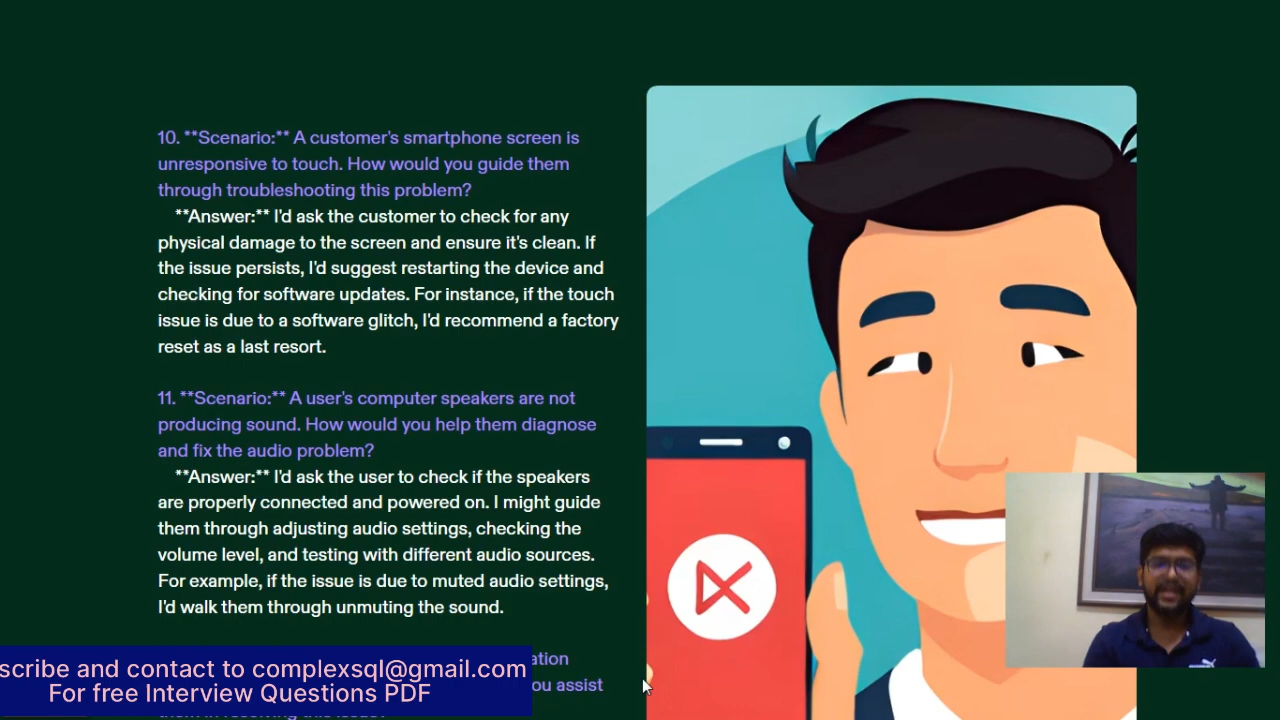 10. **Scenario:** A customer's smartphone screen is
unresponsive to touch. How would you guide them
through troubleshooting this problem?
**Answer:** I'd ask the customer to check for any
physical damage to the screen and ensure it's clean. If
the issue persists, I'd suggest restarting the device and
checking for software updates. For instance, if the touch
issue is due to a software glitch, I'd recommend a factory
reset as a last resort.
11. **Scenario:** A user's computer speakers are not
producing sound. How would you help them diagnose
and fix the audio problem?
**Answer:** I'd ask the user to check if the speakers
are properly connected and powered on. I might guide
them through adjusting audio settings, checking the
volume level, and testing with different audio sources.
For example, if the issue is due to muted audio settings,
I'd walk them through unmuting the sound.
ation
ou assist
scribe and contact to complexsql@gmail.com
For free Interview Questions PDF